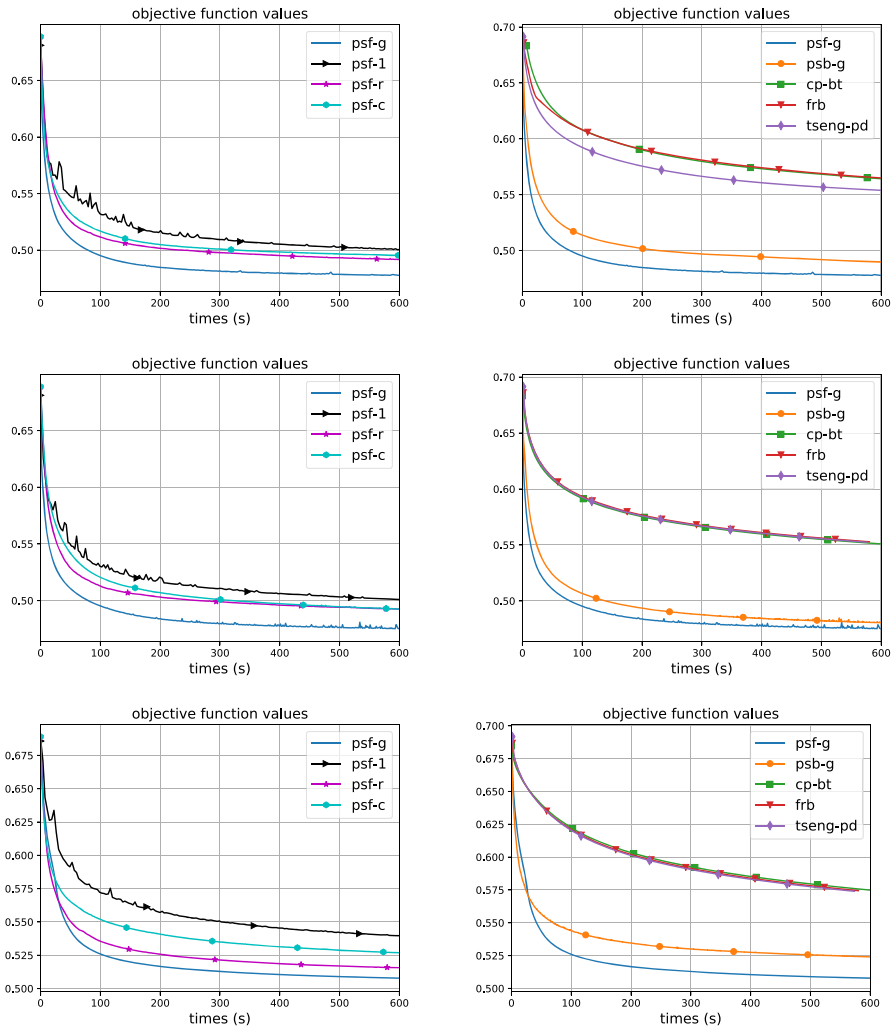 objective function values
psf-g
psf-1
psf-r
psf-c
0.65
0.60
0.55
0.50
0 100 200 300 400 500 600
times (s)
objective function values
psf-g
psb-g
cp-bt
frb
tseng-pd
0.70
0.65
0.60
0.55
0.50
0 100 200 300 400 500 600
times (s)
objective function values
psf-g
psf-1
psf-r
psf-c
0.65
0.60
0.55
0.50
0 100 200 300 400 500 600
times (s)
objective function values
psf-g
psb-g
cp-bt
frb
tseng-pd
0.70
0.65
0.60
0.55
0.50
0 100 200 300 400 500 600
times (s)
objective function values
psf-g
psf-1
psf-r
psf-c
0.675
0.650
0.625
0.600
0.575
0.550
0.525
0.500
0 100 200 300 400 500 600
times (s)
objective function values
psf-g
psb-g
cp-bt
frb
tseng-pd
0.700
0.675
0.650
0.625
0.600
0.575
0.550
0.525
0.500
0 100 200 300 400 500 600
times (s)